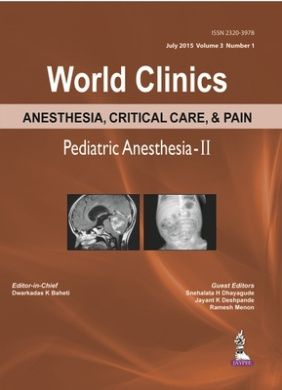 ISSN 2320-3978
July 2015 Volume 3 Number 1
World Clinics
ANESTHESIA, CRITICAL CARE, & PAIN
Pediatric Anesthesia-II
Editor-in-Chief
Dwarkadas K Baheti
Guest Editors
Snehalata H Dhayagude
Jayant K Deshpande
Ramesh Menon
JAYPEE